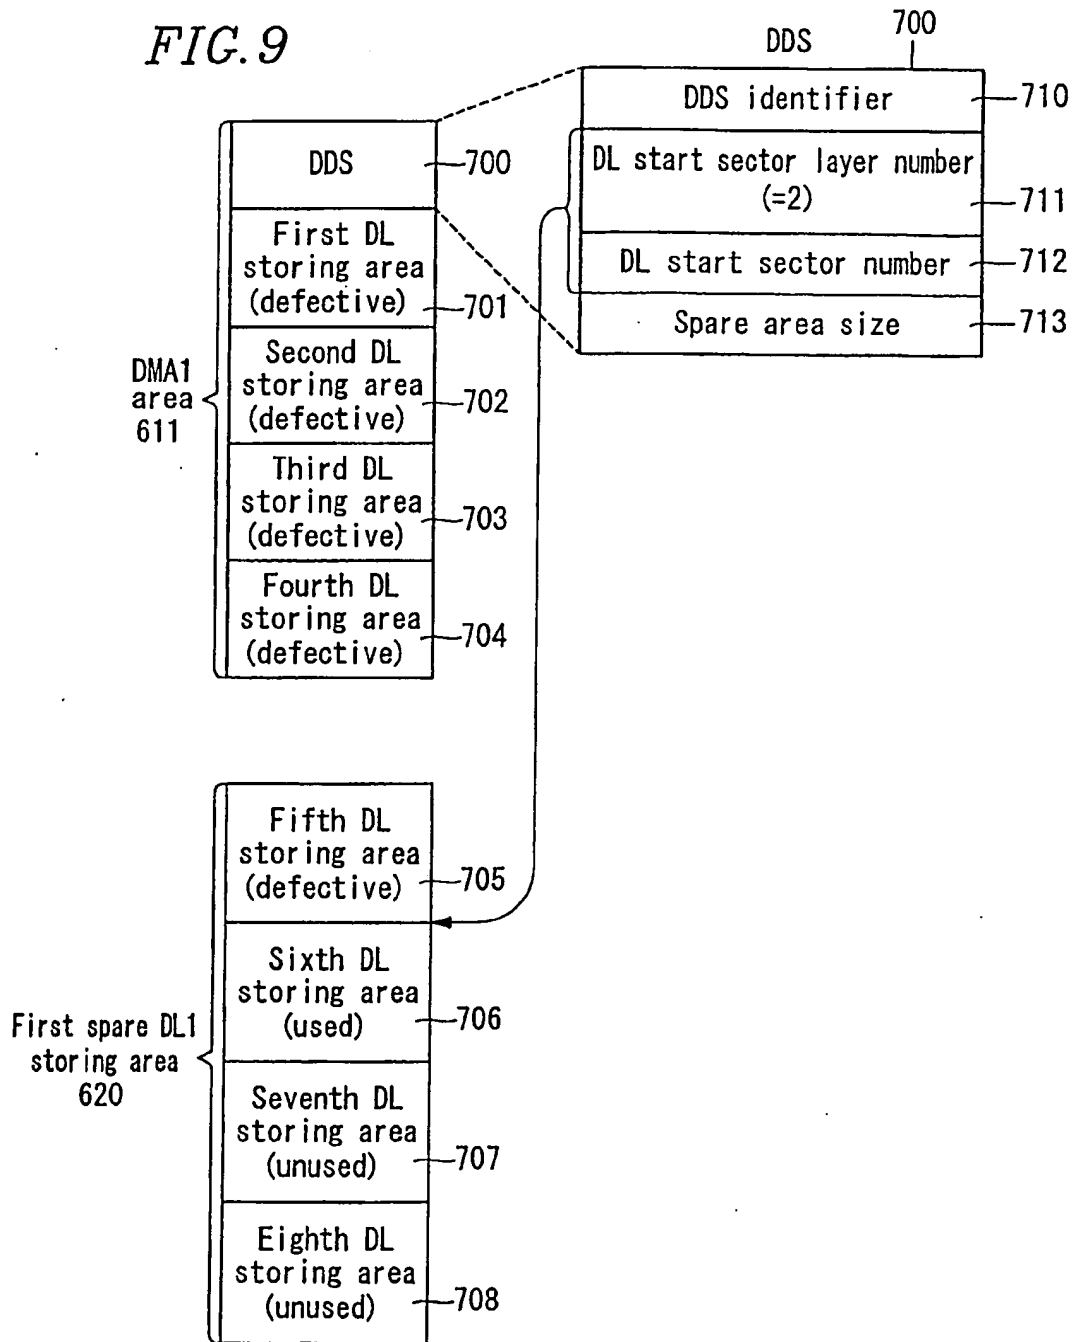 FIG. 9
DDS
700
DDS identifier
710
DL start sector layer number
(=2)
711
DL start sector number
712
Spare area size
713
DDS
700
First DL
storing area
(defective)
701
Second DL
storing area
(defective)
702
Third DL
storing area
(defective)
703
Fourth DL
storing area
(defective)
704
DMA1
area
611
Fifth DL
storing area
(defective)
705
Sixth DL
storing area
(used)
706
Seventh DL
storing area
(unused)
707
Eighth DL
storing area
(unused)
708
First spare DL1
storing area
620